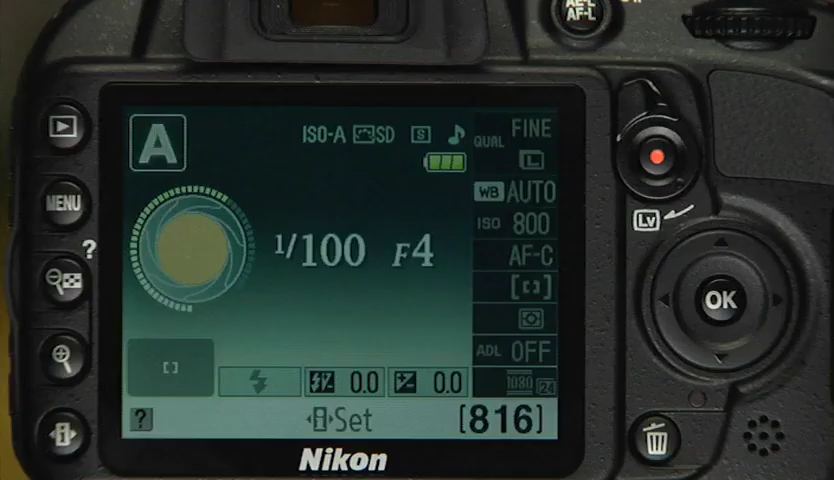 AE-L
AF-L
A
ISO-A SD S
QUAL FINE
L
MENU
WB AUTO
ISO 800
Lv
?
1/100 F4
AF-C
OK
ADL OFF
0.0 0.0
1080 24
? i Set [816]
Nikon